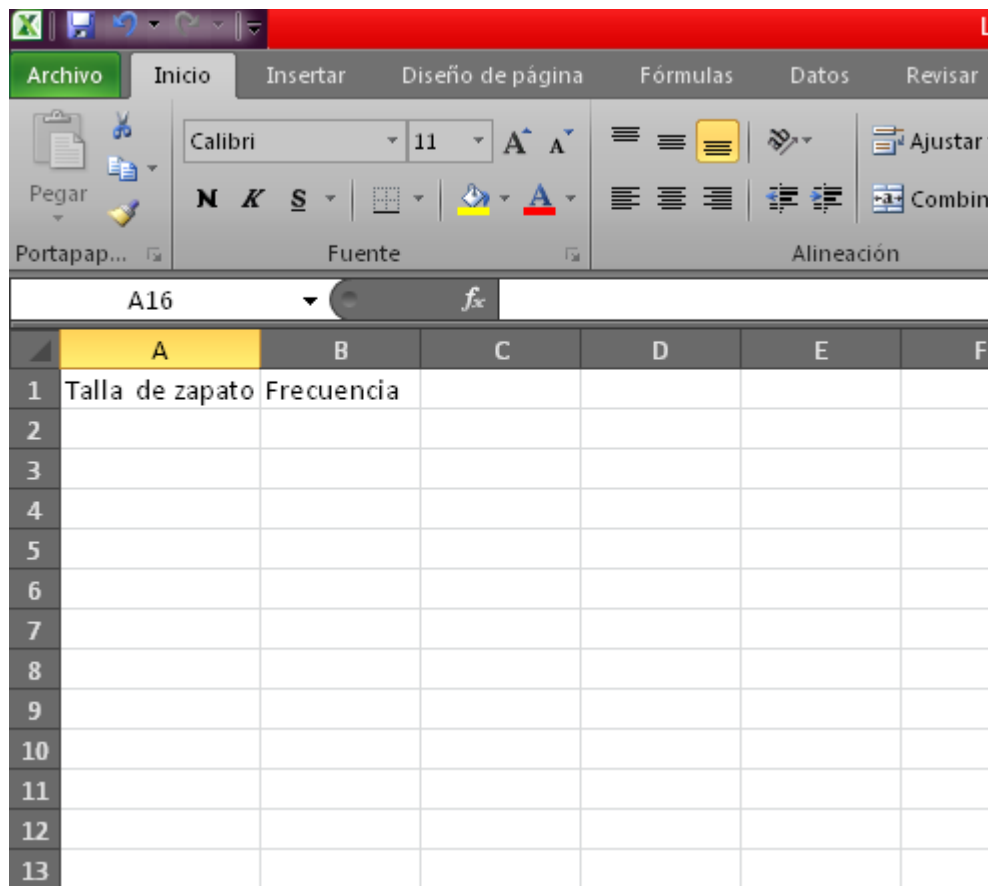 L
Archivo Inicio Insertar Diseño de página Fórmulas Datos Revisar
Calibri 11 A A Ajustar
Pegar N K S A a Combin
Portapap... Fuente Alineación
A16 fx
A B C D E F
1 Talla de zapato Frecuencia
2
3
4
5
6
7
8
9
10
11
12
13